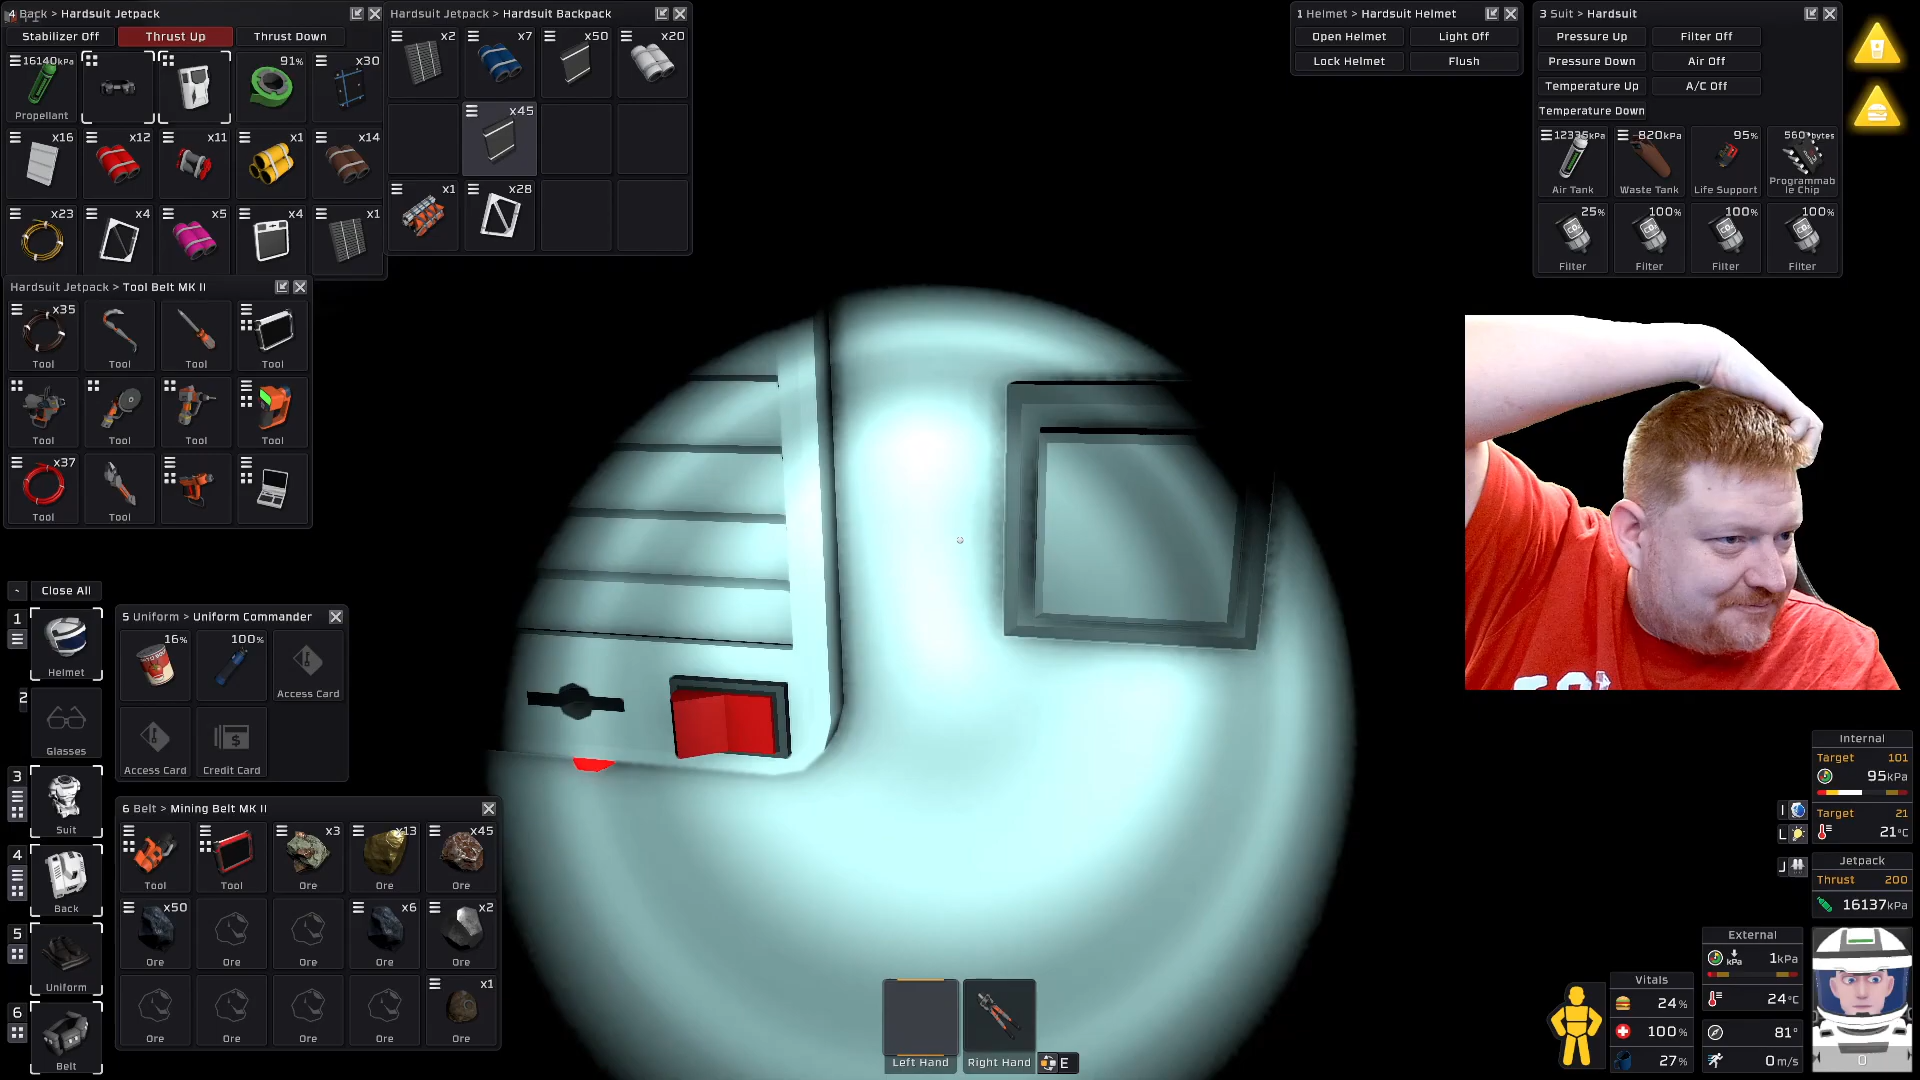 4 Back > Hardsuit Jetpack
Stabilizer Off
Thrust Up
Thrust Down
16140kPa
Propellant
91%
x30
x16
x12
x11
x1
x14
x23
x4
x5
x4
x1
Hardsuit Jetpack > Hardsuit Backpack
x2
x7
x50
x20
x45
x1
x28
Hardsuit Jetpack > Tool Belt MK II
x35
Tool
Tool
Tool
Tool
Tool
Tool
Tool
Tool
x37
Tool
Tool
1 Helmet > Hardsuit Helmet
Open Helmet
Light Off
Lock Helmet
Flush
3 Suit > Hardsuit
Pressure Up
Filter Off
Pressure Down
Air Off
Temperature Up
A/C Off
Temperature Down
12335kPa
Air Tank
-820kPa
Waste Tank
95%
Life Support
560 bytes
Programmab
le Chip
25%
Filter
100%
Filter
100%
Filter
100%
Filter
~
Close All
1
Helmet
2
Glasses
3
Suit
4
Back
5
Uniform
6
Belt
5 Uniform > Uniform Commander
16%
100%
Access Card
Access Card
Credit Card
6 Belt > Mining Belt MK II
Tool
Tool
x3
Ore
x13
Ore
x45
Ore
x50
Ore
Ore
Ore
x6
Ore
x2
Ore
Ore
Ore
Ore
Ore
x1
Ore
Left Hand
Right Hand
E
Internal
Target 101
95kPa
Target 21
21°C
I
L
J
Jetpack
Thrust 200
16137kPa
External
kPa
1kPa
24°C
81°
0m/s
Vitals
24%
100%
27%
0